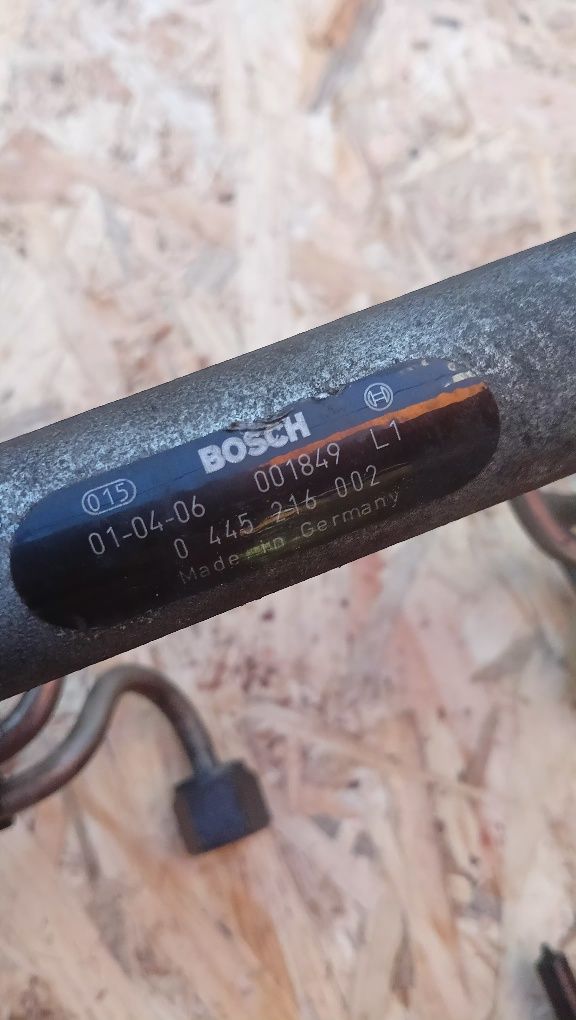 BOSCH
015
01-04-06 001849 L1
0 445 216 002
Made in Germany